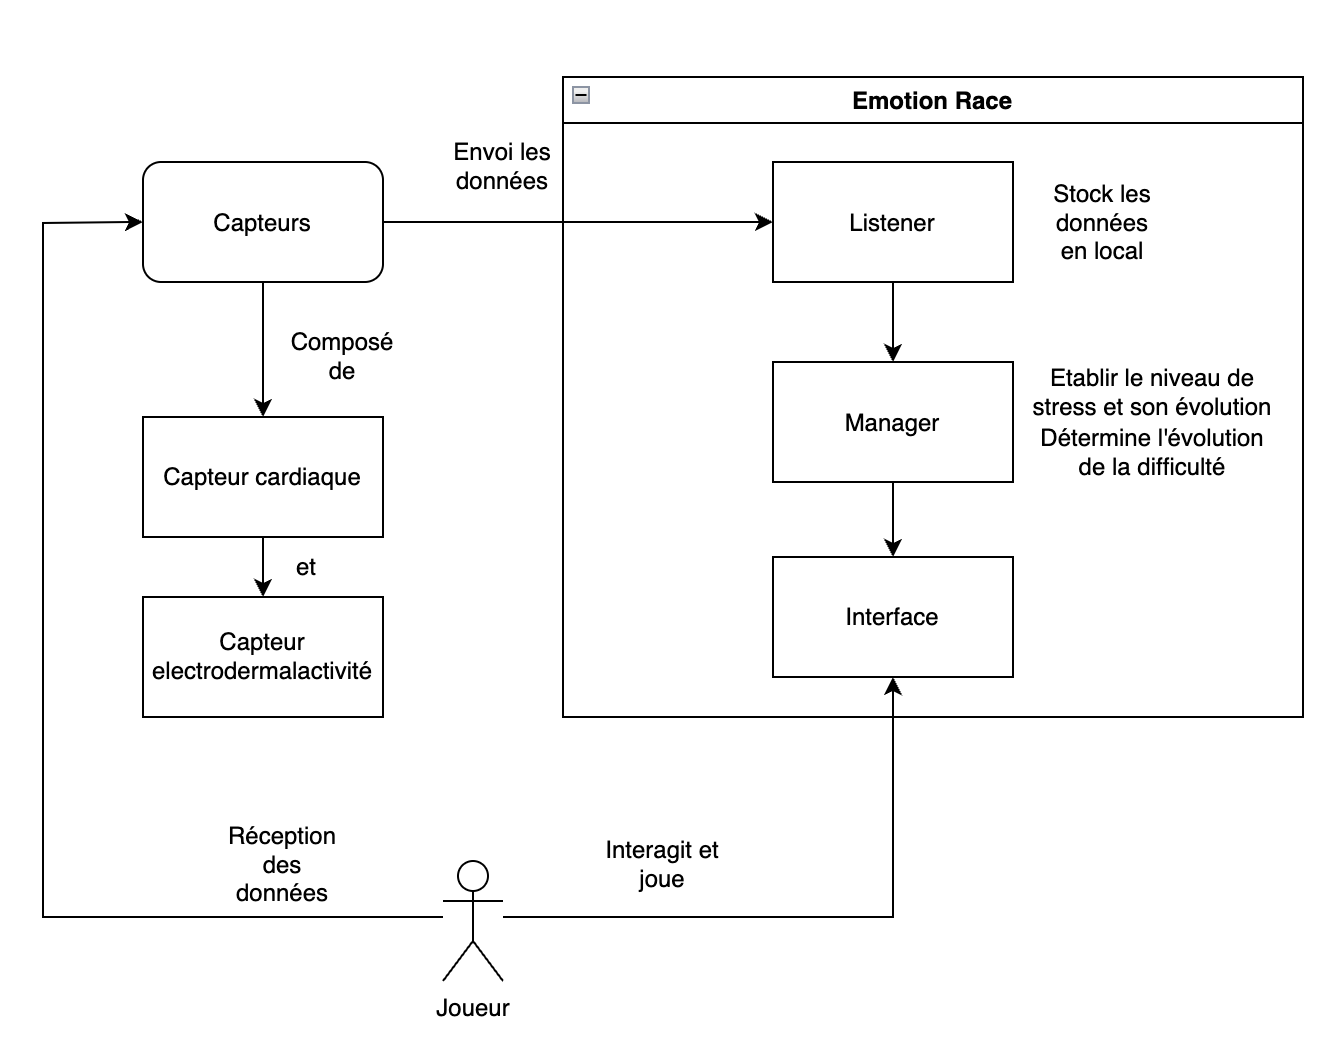 Emotion Race
Envoi les
données
Capteurs
Listener
Stock les
données
en local
Composé
de
Etablir le niveau de
stress et son évolution
Détermine l'évolution
de la difficulté
Manager
Capteur cardiaque
et
Capteur
electrodermalactivité
Interface
Réception
des
données
Interagit et
joue
Joueur